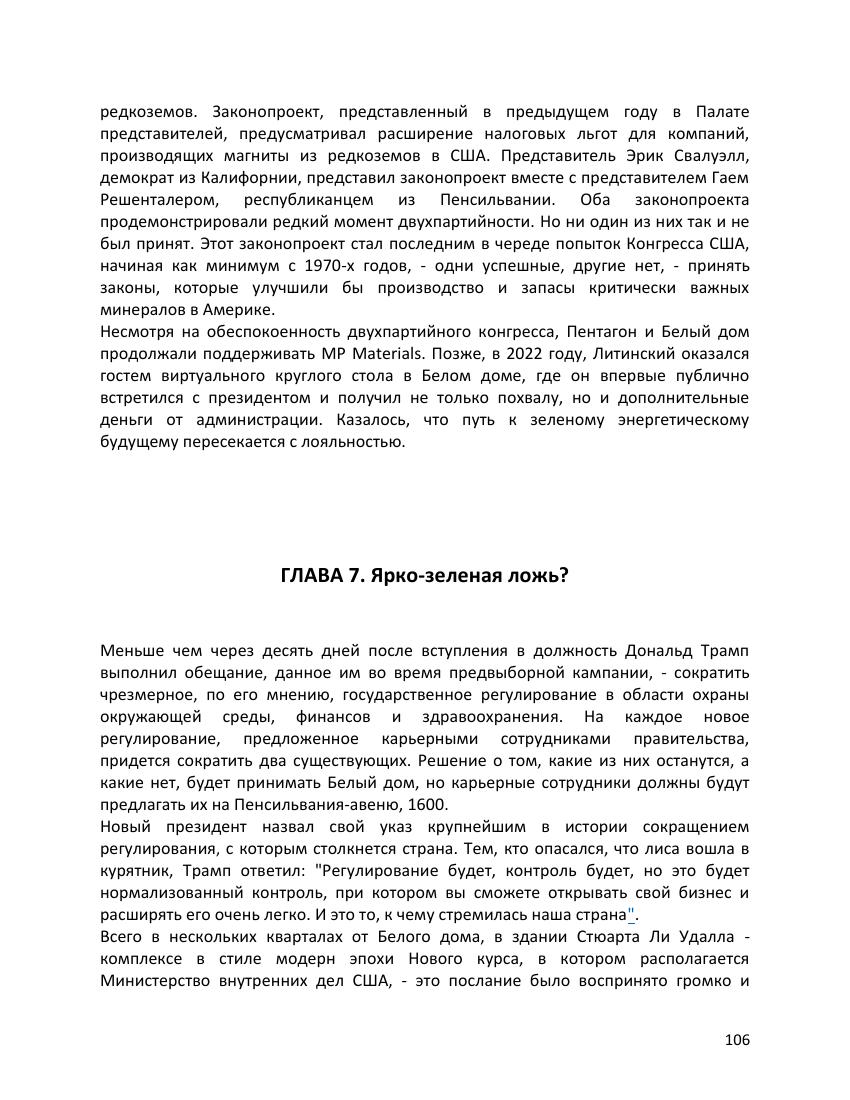 редкоземов. Законопроект, представленный в предыдущем году в Палате
представителей, предусматривал расширение налоговых льгот для компаний,
производящих магниты из редкоземов в США. Представитель Эрик Свалуэлл,
демократ из Калифорнии, представил законопроект вместе с представителем Гаем
Решенталером, республиканцем из Пенсильвании. Оба законопроекта
продемонстрировали редкий момент двухпартийности. Но ни один из них так и не
был принят. Этот законопроект стал последним в череде попыток Конгресса США,
начиная как минимум с 1970-х годов, - одни успешные, другие нет, - принять
законы, которые улучшили бы производство и запасы критически важных
минералов в Америке.
Несмотря на обеспокоенность двухпартийного конгресса, Пентагон и Белый дом
продолжали поддерживать MP Materials. Позже, в 2022 году, Литинский оказался
гостем виртуального круглого стола в Белом доме, где он впервые публично
встретился с президентом и получил не только похвалу, но и дополнительные
деньги от администрации. Казалось, что путь к зеленому энергетическому
будущему пересекается с лояльностью.
ГЛАВА 7. Ярко-зеленая ложь?
Меньше чем через десять дней после вступления в должность Дональд Трамп
выполнил обещание, данное им во время предвыборной кампании, - сократить
чрезмерное, по его мнению, государственное регулирование в области охраны
окружающей среды, финансов и здравоохранения. На каждое новое
регулирование, предложенное карьерными сотрудниками правительства,
придется сократить два существующих. Решение о том, какие из них останутся, а
какие нет, будет принимать Белый дом, но карьерные сотрудники должны будут
предлагать их на Пенсильвания-авеню, 1600.
Новый президент назвал свой указ крупнейшим в истории сокращением
регулирования, с которым столкнется страна. Тем, кто опасался, что лиса вошла в
курятник, Трамп ответил: "Регулирование будет, контроль будет, но это будет
нормализованный контроль, при котором вы сможете открывать свой бизнес и
расширять его очень легко. И это то, к чему стремилась наша страна".
Всего в нескольких кварталах от Белого дома, в здании Стюарта Ли Удалла -
комплексе в стиле модерн эпохи Нового курса, в котором располагается
Министерство внутренних дел США, - это послание было воспринято громко и
106